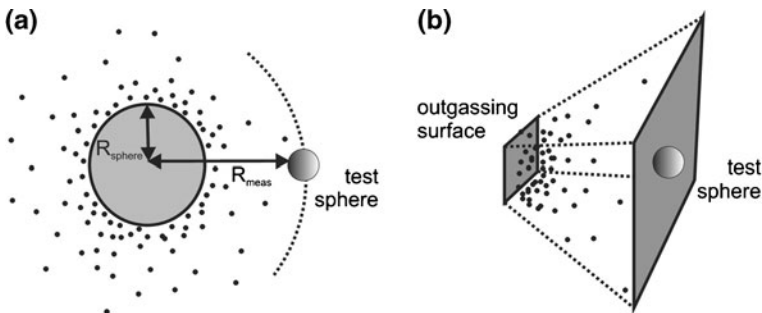 (a)
R_sphere
R_meas
test
sphere
(b)
outgassing
surface
test
sphere